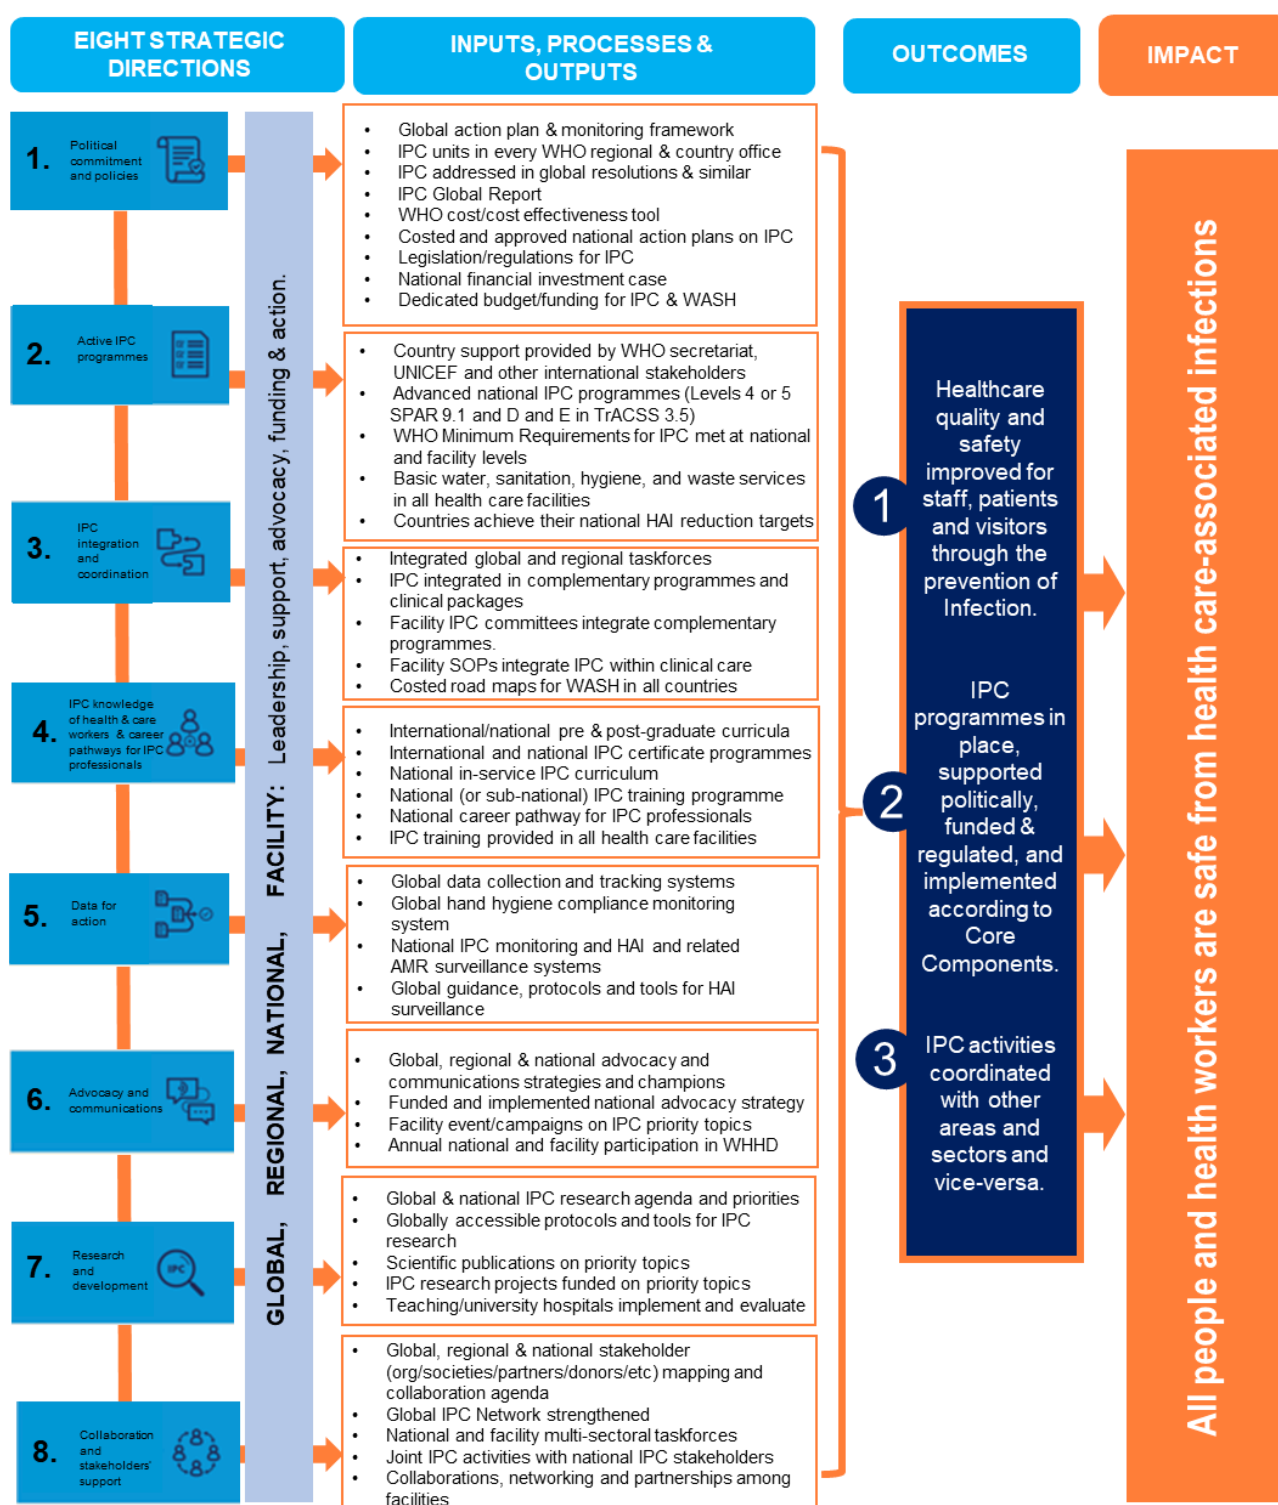 EIGHT STRATEGIC
DIRECTIONS
INPUTS, PROCESSES &
OUTPUTS
OUTCOMES
IMPACT
1.
Political
commitment
and policies
2.
Active IPC
programmes
3.
IPC
integration
and
coordination
4.
IPC knowledge
of health & care
workers & career
pathways for IPC
professionals
5.
Data for
action
6.
Advocacy and
communications
7.
Research
and
development
IPC
8.
Collaboration
and
stakeholders'
support
GLOBAL, REGIONAL, NATIONAL, FACILITY: Leadership, support, advocacy, funding & action.
• Global action plan & monitoring framework
• IPC units in every WHO regional & country office
• IPC addressed in global resolutions & similar
• IPC Global Report
• WHO cost/cost effectiveness tool
• Costed and approved national action plans on IPC
• Legislation/regulations for IPC
• National financial investment case
• Dedicated budget/funding for IPC & WASH
• Country support provided by WHO secretariat,
UNICEF and other international stakeholders
• Advanced national IPC programmes (Levels 4 or 5
SPAR 9.1 and D and E in TrACSS 3.5)
• WHO Minimum Requirements for IPC met at national
and facility levels
• Basic water, sanitation, hygiene, and waste services
in all health care facilities
• Countries achieve their national HAI reduction targets
• Integrated global and regional taskforces
• IPC integrated in complementary programmes and
clinical packages
• Facility IPC committees integrate complementary
programmes.
• Facility SOPs integrate IPC within clinical care
• Costed road maps for WASH in all countries
• International/national pre & post-graduate curricula
• International and national IPC certificate programmes
• National in-service IPC curriculum
• National (or sub-national) IPC training programme
• National career pathway for IPC professionals
• IPC training provided in all health care facilities
• Global data collection and tracking systems
• Global hand hygiene compliance monitoring
system
• National IPC monitoring and HAI and related
AMR surveillance systems
• Global guidance, protocols and tools for HAI
surveillance
• Global, regional & national advocacy and
communications strategies and champions
• Funded and implemented national advocacy strategy
• Facility event/campaigns on IPC priority topics
• Annual national and facility participation in WHHD
• Global & national IPC research agenda and priorities
• Globally accessible protocols and tools for IPC
research
• Scientific publications on priority topics
• IPC research projects funded on priority topics
• Teaching/university hospitals implement and evaluate
• Global, regional & national stakeholder
(org/societies/partners/donors/etc) mapping and
collaboration agenda
• Global IPC Network strengthened
• National and facility multi-sectoral taskforces
• Joint IPC activities with national IPC stakeholders
• Collaborations, networking and partnerships among
facilities
1
Healthcare
quality and
safety
improved for
staff, patients
and visitors
through the
prevention of
Infection.
2
IPC
programmes in
place,
supported
politically,
funded &
regulated, and
implemented
according to
Core
Components.
3
IPC activities
coordinated
with other
areas and
sectors and
vice-versa.
All people and health workers are safe from health care-associated infections